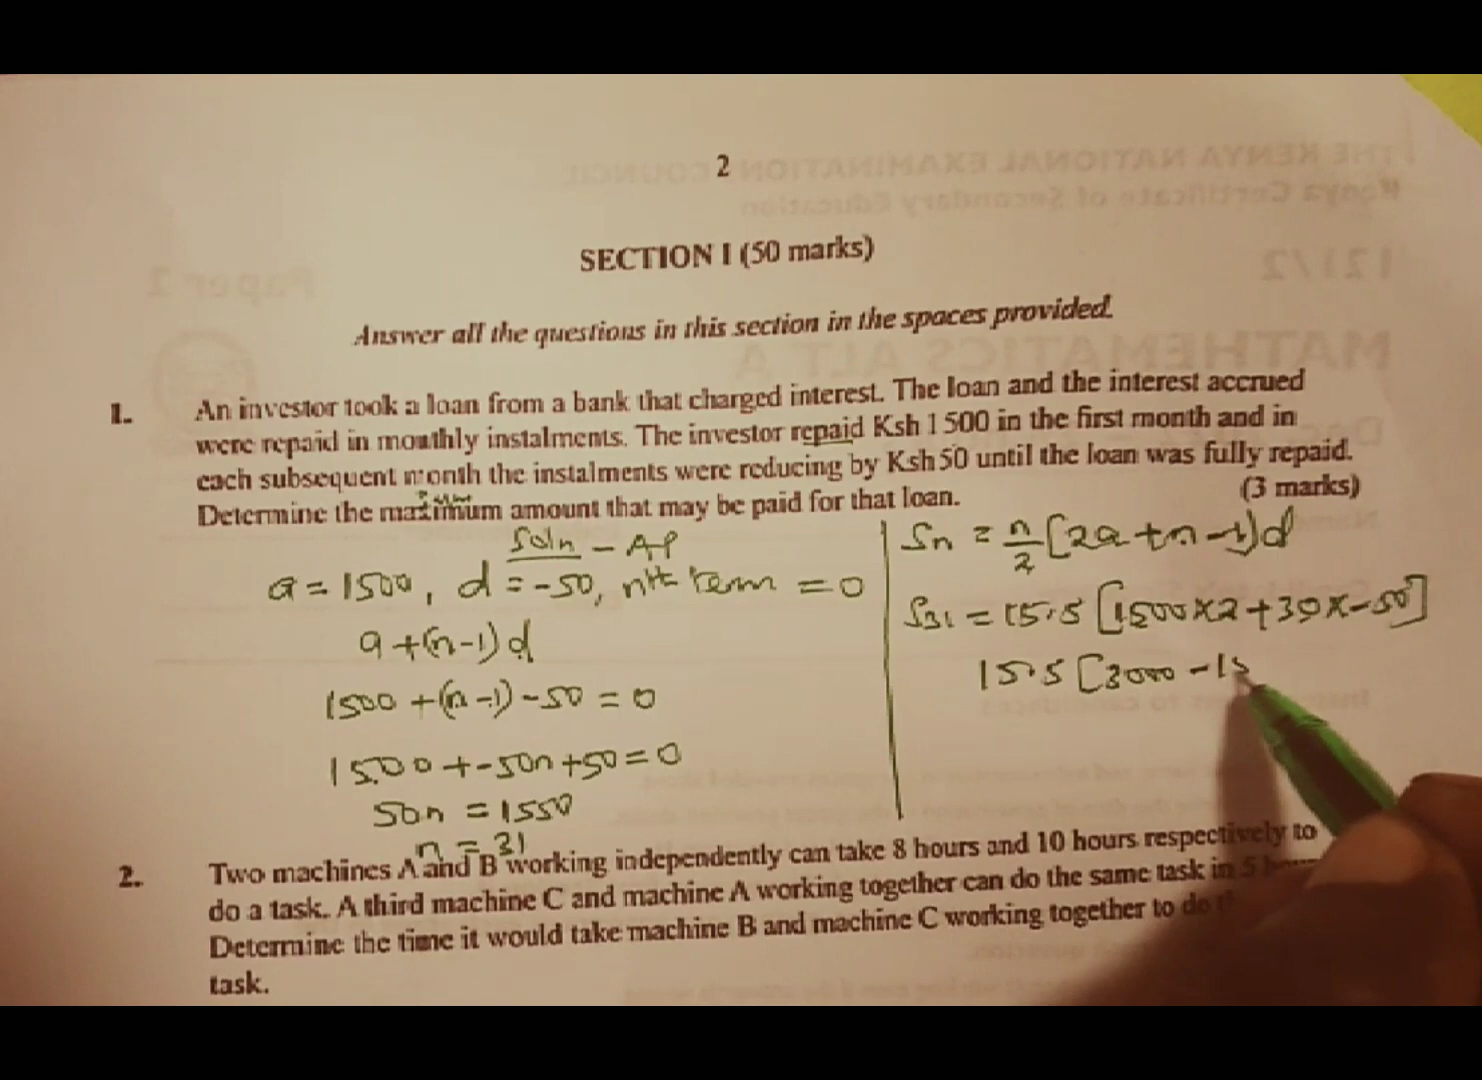 2
SECTION I (50 marks)
Answer all the questions in this section in the spaces provided.
1. An investor took a loan from a bank that charged interest. The loan and the interest accrued
were repaid in monthly instalments. The investor repaid Ksh 1 500 in the first month and in
each subsequent month the instalments were reducing by Ksh 50 until the loan was fully repaid.
Determine the maximum amount that may be paid for that loan. (3 marks)
Soln - AP
a = 1500, d = -50, nth term = 0
a + (n-1) d
1500 + (n-1) - 50 = 0
1500 + -50n + 50 = 0
50n = 1550
n = 31
Sn = n/2 [2a + n - 1) d
S31 = 15.5 [1500 x 2 + 30 x - 50]
15.5 [3000 - 15
2. Two machines A and B working independently can take 8 hours and 10 hours respectively to
do a task. A third machine C and machine A working together can do the same task in 5
Determine the time it would take machine B and machine C working together to do
task.